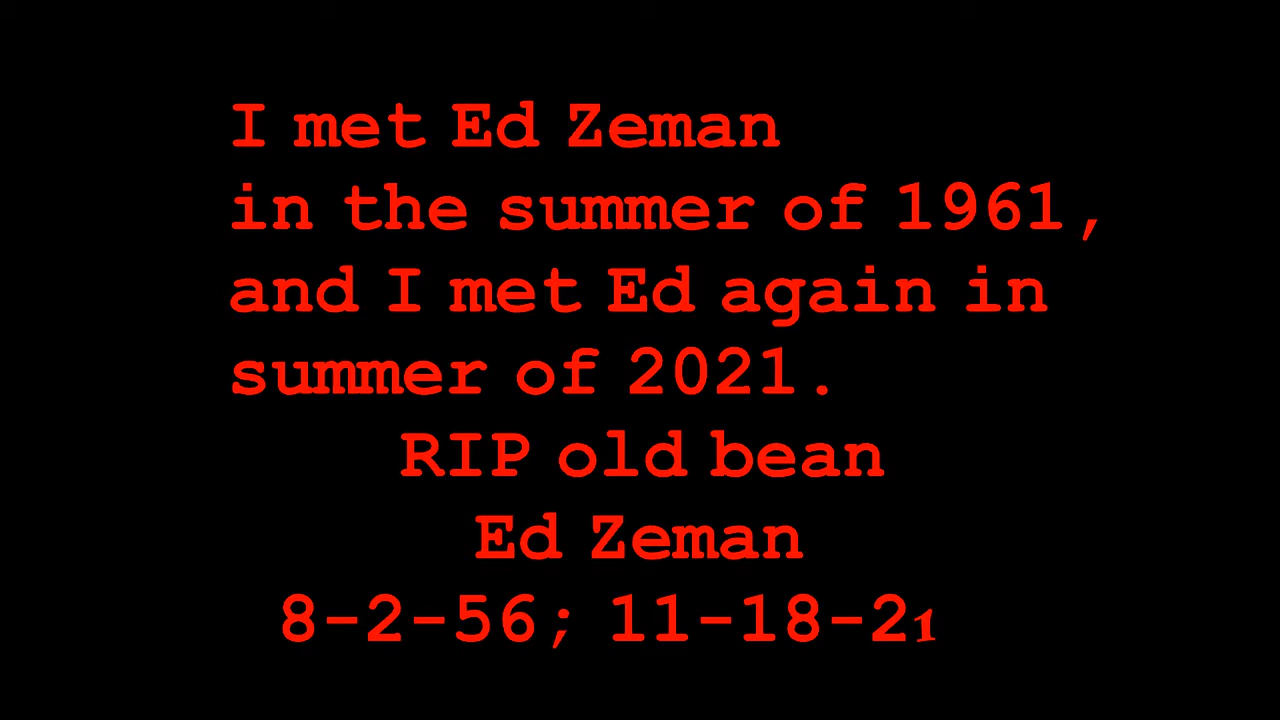 I met Ed Zeman
in the summer of 1961,
and I met Ed again in
summer of 2021.
RIP old bean
Ed Zeman
8-2-56; 11-18-21